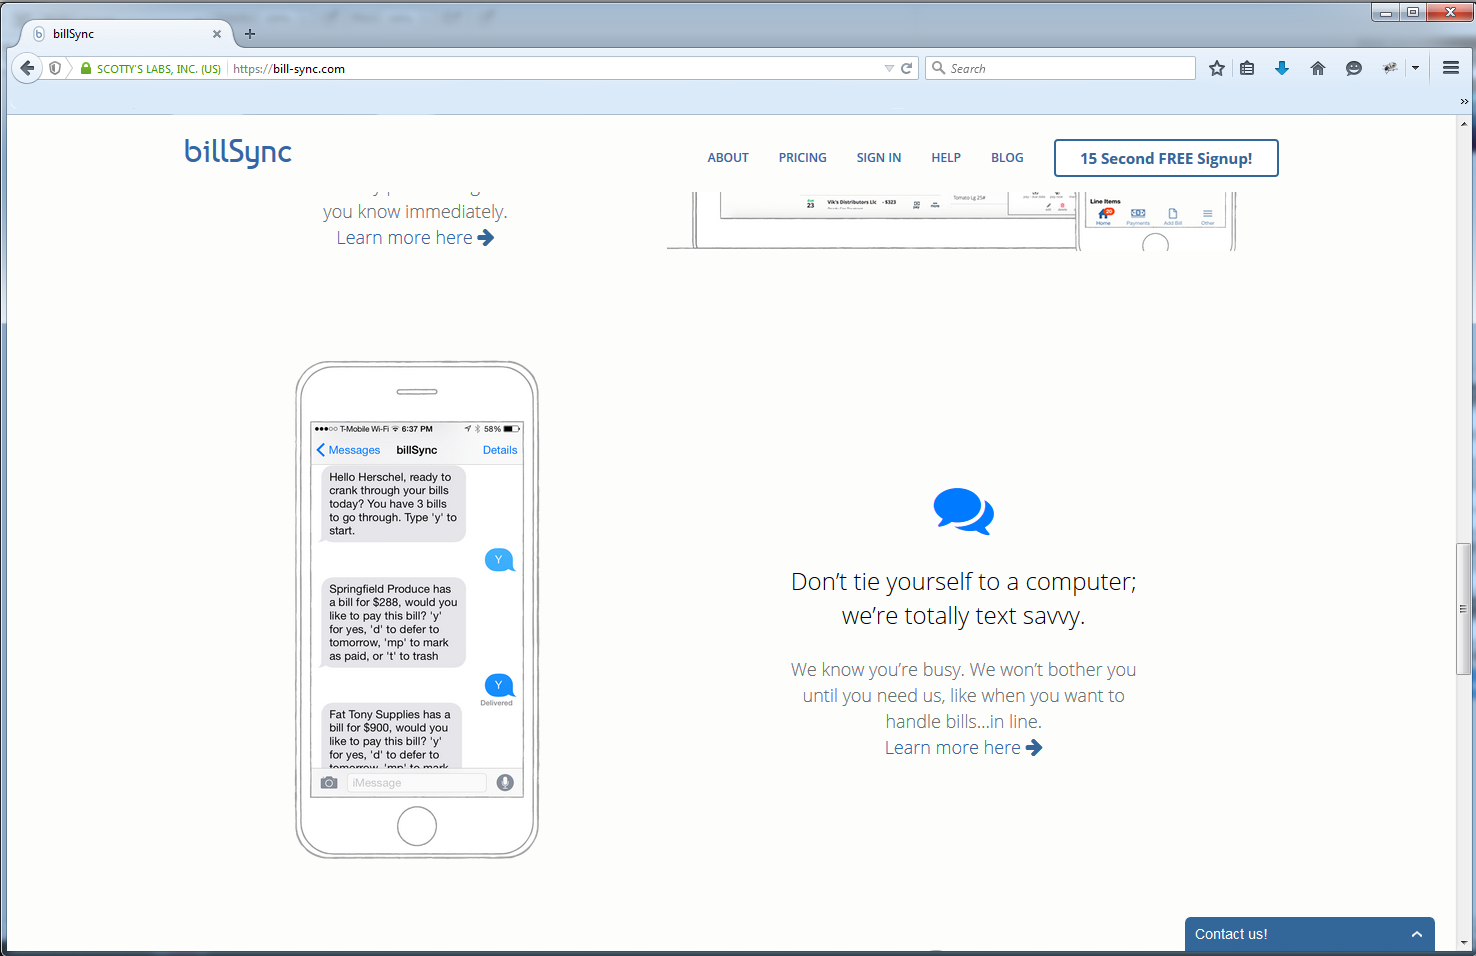 billSync
SCOTTY'S LABS, INC. (US)
https://bill-sync.com
Search
billSync
ABOUT
PRICING
SIGN IN
HELP
BLOG
15 Second FREE Signup!
you know immediately.
Learn more here
23
Vik's Distributors Llc - $323
Tomato Lg 25#
Line Items
20
Home
Payments
Add Bill
Other
T-Mobile Wi-Fi 6:37 PM 58%
Messages
billSync
Details
Hello Herschel, ready to
crank through your bills
today? You have 3 bills
to go through. Type 'y' to
start.
Y
Springfield Produce has
a bill for $288, would you
like to pay this bill? 'y'
for yes, 'd' to defer to
tomorrow, 'mp' to mark
as paid, or 't' to trash
Y
Delivered
Fat Tony Supplies has a
bill for $900, would you
like to pay this bill? 'y'
for yes, 'd' to defer to
tomorrow, 'mp' to mark
iMessage
Don't tie yourself to a computer;
we're totally text savvy.
We know you're busy. We won't bother you
until you need us, like when you want to
handle bills...in line.
Learn more here
Contact us!